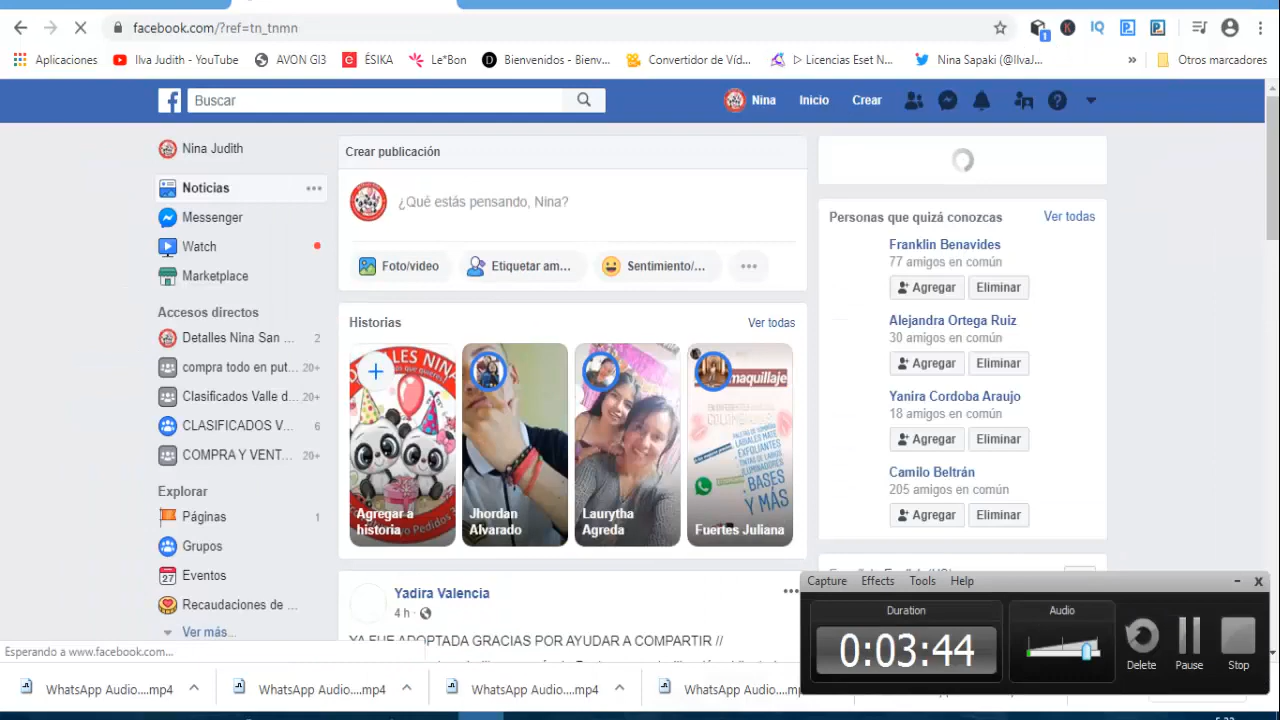 facebook.com/?ref=tn_tnmn
Aplicaciones
Ilva Judith - YouTube
AVON GI3
ÉSIKA
Le*Bon
Bienvenidos - Bienv...
Convertidor de Víd...
▷ Licencias Eset N...
Nina Sapaki (@IlvaJ...
»
Otros marcadores
Buscar
Nina
Inicio
Crear
Nina Judith
Noticias
Messenger
Watch
Marketplace
Accesos directos
Detalles Nina San ... 2
compra todo en put... 20+
Clasificados Valle d... 20+
CLASIFICADOS V... 6
COMPRA Y VENT... 20+
Explorar
Páginas 1
Grupos
Eventos
27
Recaudaciones de ...
Ver más...
Crear publicación
¿Qué estás pensando, Nina?
Foto/video
Etiquetar am...
Sentimiento/...
Historias
Ver todas
Agregar a
historia
Jhordan
Alvarado
Laurytha
Agreda
maquillaje
BASES
Y MÁS
Fuertes Juliana
Yadira Valencia
4 h ·
YA FUE ADOPTADA GRACIAS POR AYUDAR A COMPARTIR //
Personas que quizá conozcas
Ver todas
Franklin Benavides
77 amigos en común
Agregar
Eliminar
Alejandra Ortega Ruiz
30 amigos en común
Agregar
Eliminar
Yanira Cordoba Araujo
18 amigos en común
Agregar
Eliminar
Camilo Beltrán
205 amigos en común
Agregar
Eliminar
Capture
Effects
Tools
Help
Duration
0:03:44
Audio
Delete
Pause
Stop
Esperando a www.facebook.com...
WhatsApp Audio....mp4
WhatsApp Audio....mp4
WhatsApp Audio....mp4